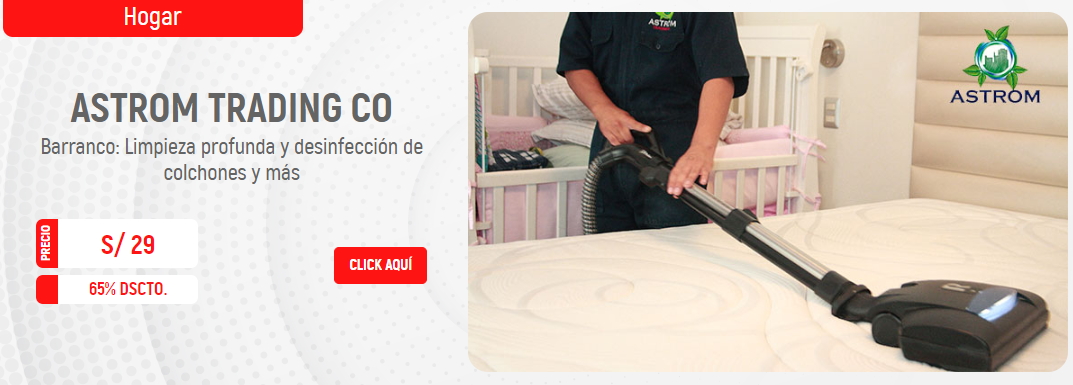 Hogar
ASTROM TRADING CO
Barranco: Limpieza profunda y desinfección de
colchones y más
PRECIO
S/ 29
65% DSCTO.
CLICK AQUÍ
ASTROM
ASTROM
R